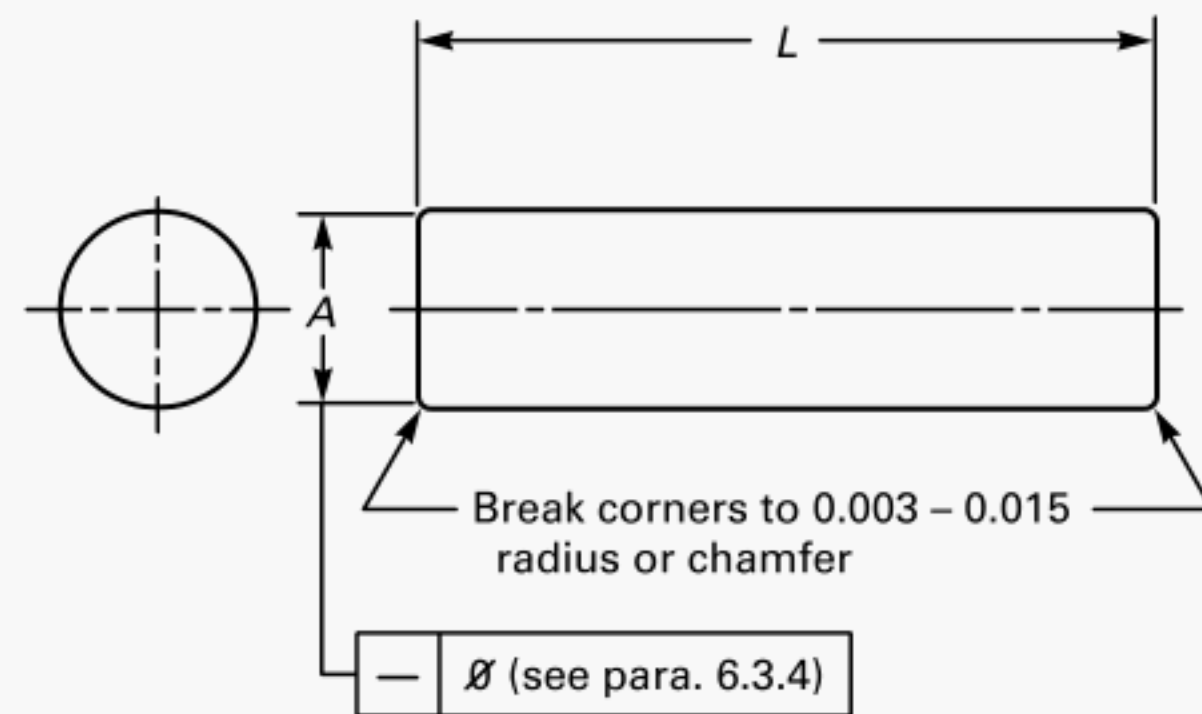 L
A
Break corners to 0.003 – 0.015
radius or chamfer
— Ø (see para. 6.3.4)